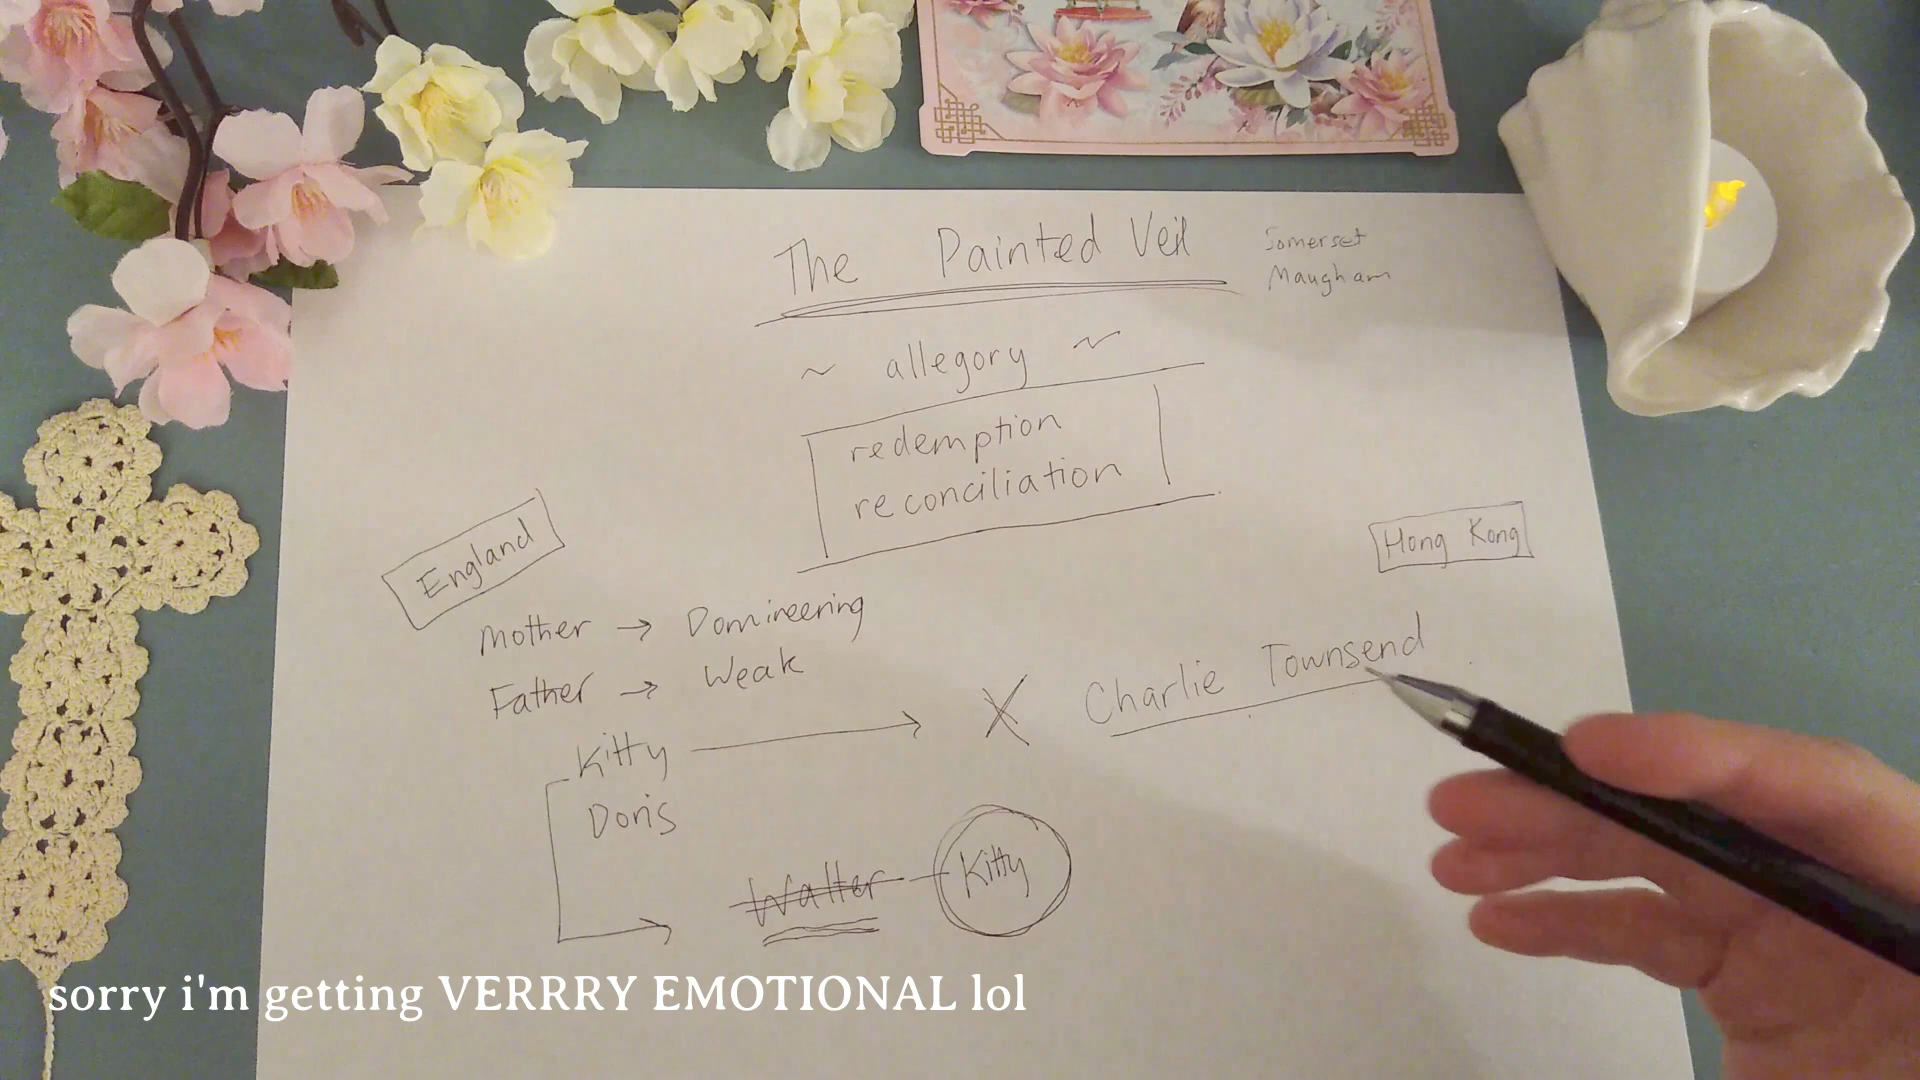 The Painted Veil
Somerset
Maugham
~ allegory ~
redemption
reconciliation
England
Hong Kong
Mother → Domineering
Father → Weak
Kitty → X Charlie Townsend
Doris
Walter - Kitty
sorry i'm getting VERRRY EMOTIONAL lol